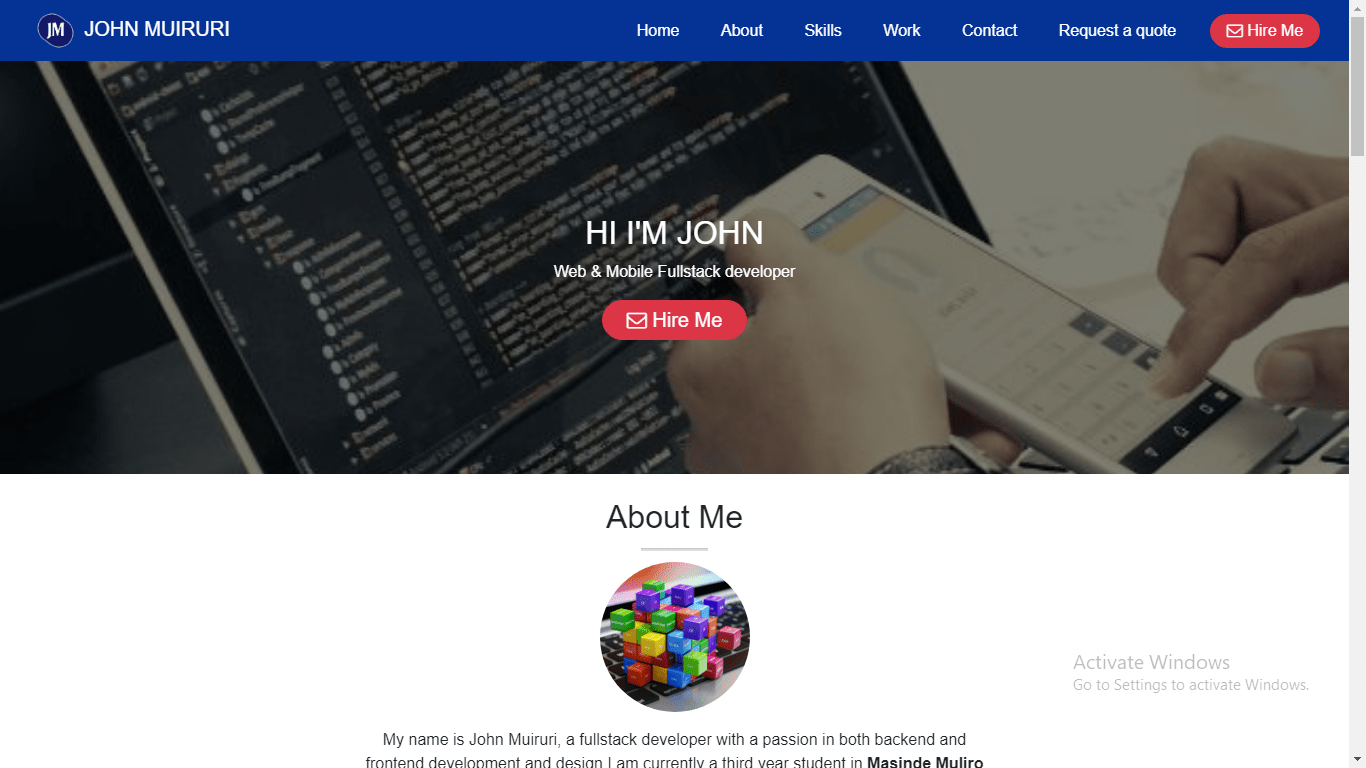 JM JOHN MUIRURI
Home About Skills Work Contact Request a quote Hire Me
HI I'M JOHN
Web & Mobile Fullstack developer
Hire Me
About Me
Activate Windows
Go to Settings to activate Windows.
My name is John Muiruri, a fullstack developer with a passion in both backend and
frontend development and design I am currently a third year student in Masinde Muliro